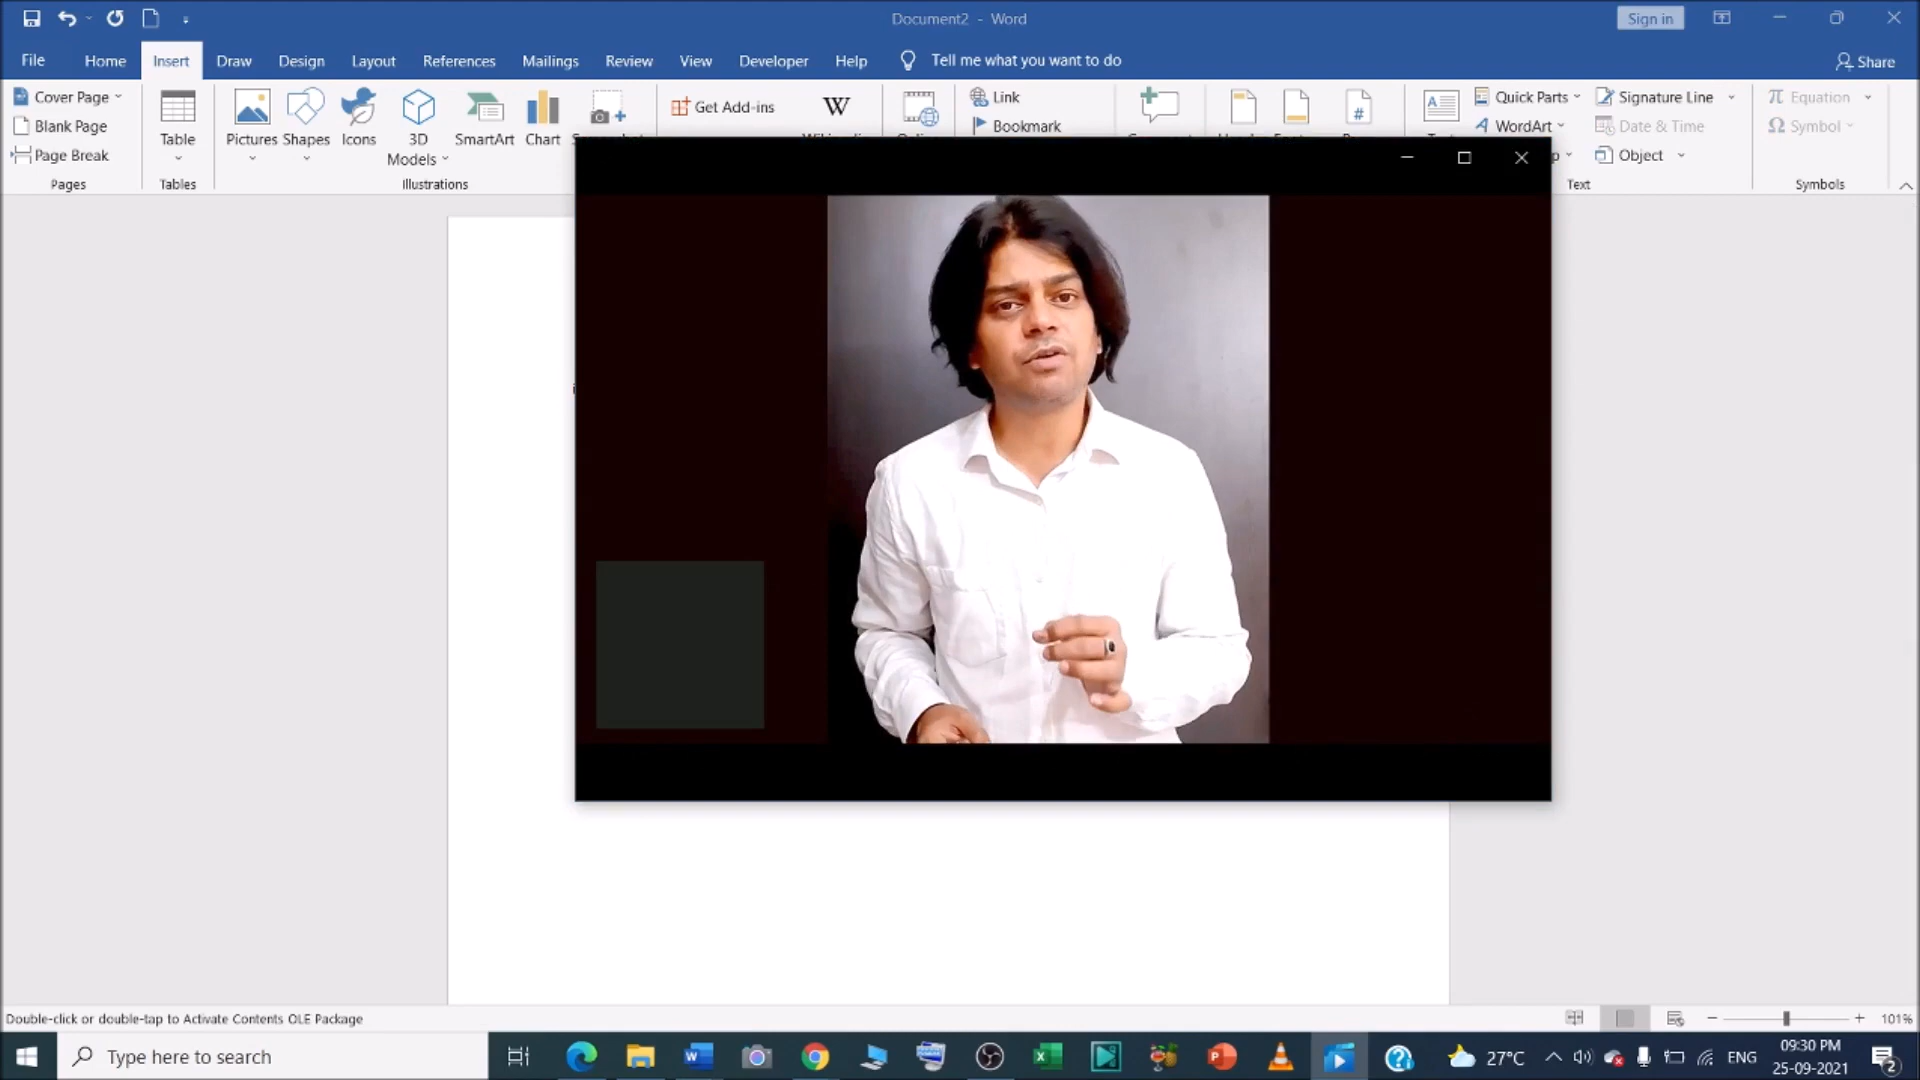 Document2 - Word
Sign in
File Home Insert Draw Design Layout References Mailings Review View Developer Help Tell me what you want to do Share
Cover Page
Blank Page
Page Break
Pages
Table
Tables
Pictures
Shapes
Icons
3D
Models
SmartArt
Chart
Illustrations
Get Add-ins
W
Link
Bookmark
Quick Parts
WordArt
Signature Line
Date & Time
Object
Text
Equation
Symbol
Symbols
Double-click or double-tap to Activate Contents OLE Package
101%
Type here to search
27°C
ENG
09:30 PM
25-09-2021
2